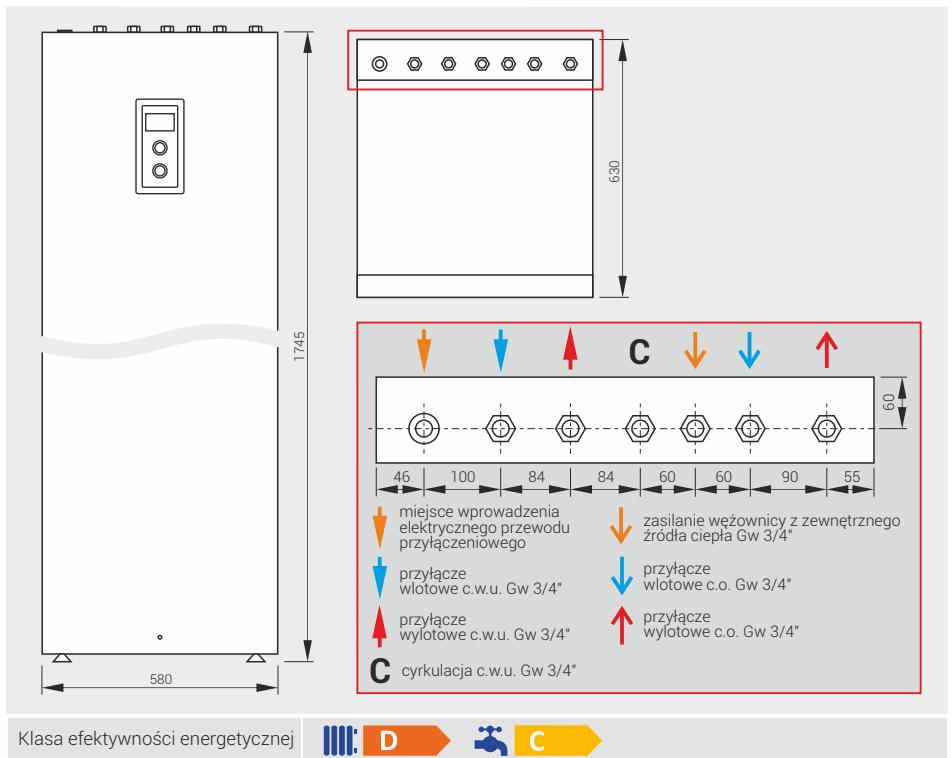 1745
580
630
C
60
46
100
84
84
60
60
90
55
miejsce wprowadzenia
elektrycznego przewodu
przyłączeniowego
przyłącze
wlotowe c.w.u. Gw 3/4"
przyłącze
wylotowe c.w.u. Gw 3/4"
C cyrkulacja c.w.u. Gw 3/4"
zasilanie wężownicy z zewnętrznego
źródła ciepła Gw 3/4"
przyłącze
wlotowe c.o. Gw 3/4"
przyłącze
wylotowe c.o. Gw 3/4"
Klasa efektywności energetycznej
D
C